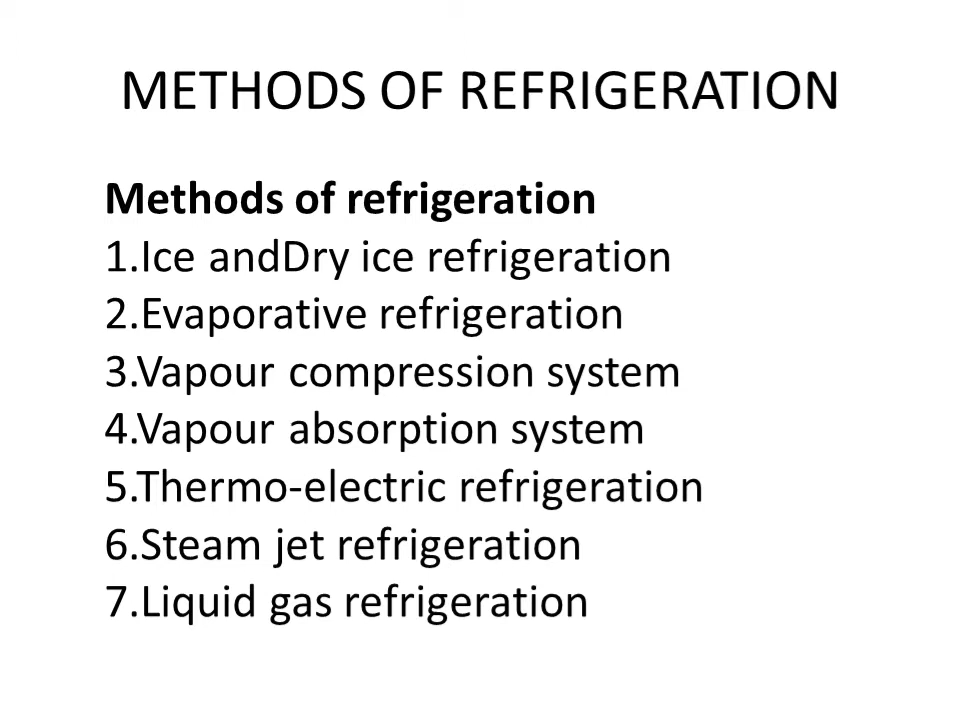 METHODS OF REFRIGERATION
Methods of refrigeration
1.Ice andDry ice refrigeration
2.Evaporative refrigeration
3.Vapour compression system
4.Vapour absorption system
5.Thermo-electric refrigeration
6.Steam jet refrigeration
7.Liquid gas refrigeration